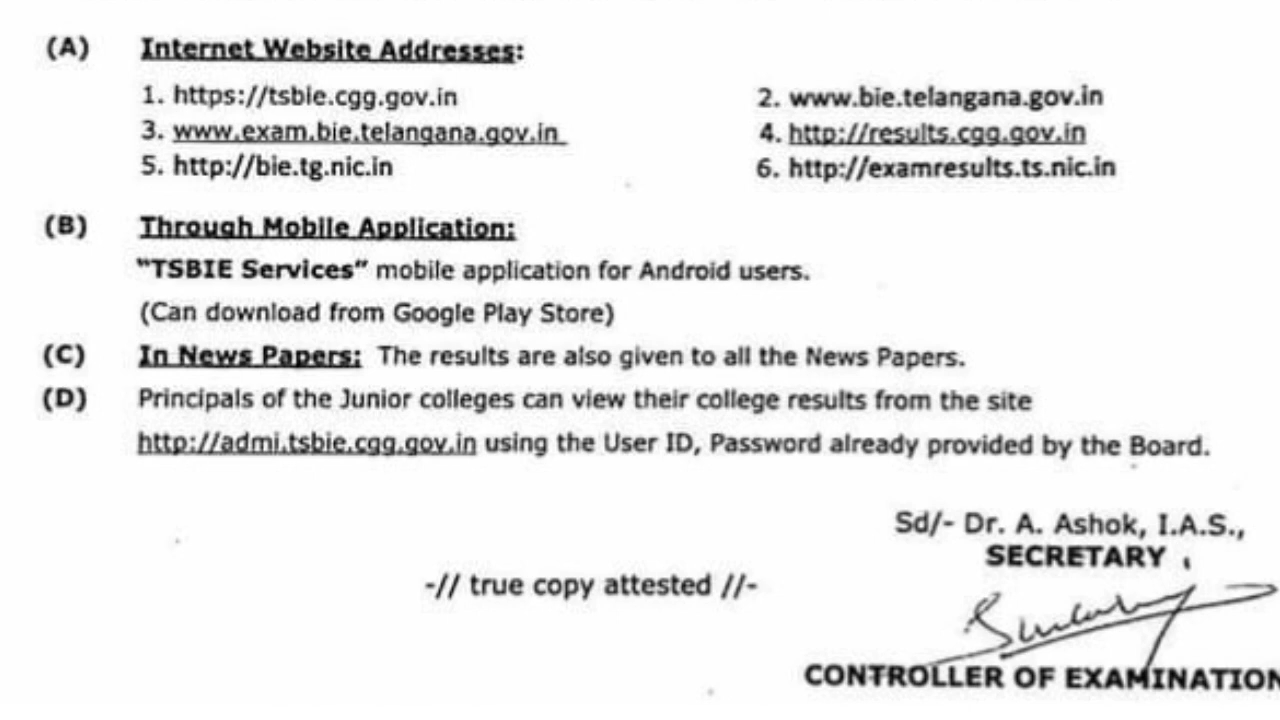 (A) Internet Website Addresses:
1. https://tsbie.cgg.gov.in 2. www.bie.telangana.gov.in
3. www.exam.bie.telangana.gov.in 4. http://results.cgg.gov.in
5. http://bie.tg.nic.in 6. http://examresults.ts.nic.in
(B) Through Mobile Application:
"TSBIE Services" mobile application for Android users.
(Can download from Google Play Store)
(C) In News Papers: The results are also given to all the News Papers.
(D) Principals of the Junior colleges can view their college results from the site
http://admi.tsbie.cgg.gov.in using the User ID, Password already provided by the Board.
Sd/- Dr. A. Ashok, I.A.S.,
SECRETARY
-// true copy attested //-
CONTROLLER OF EXAMINATION